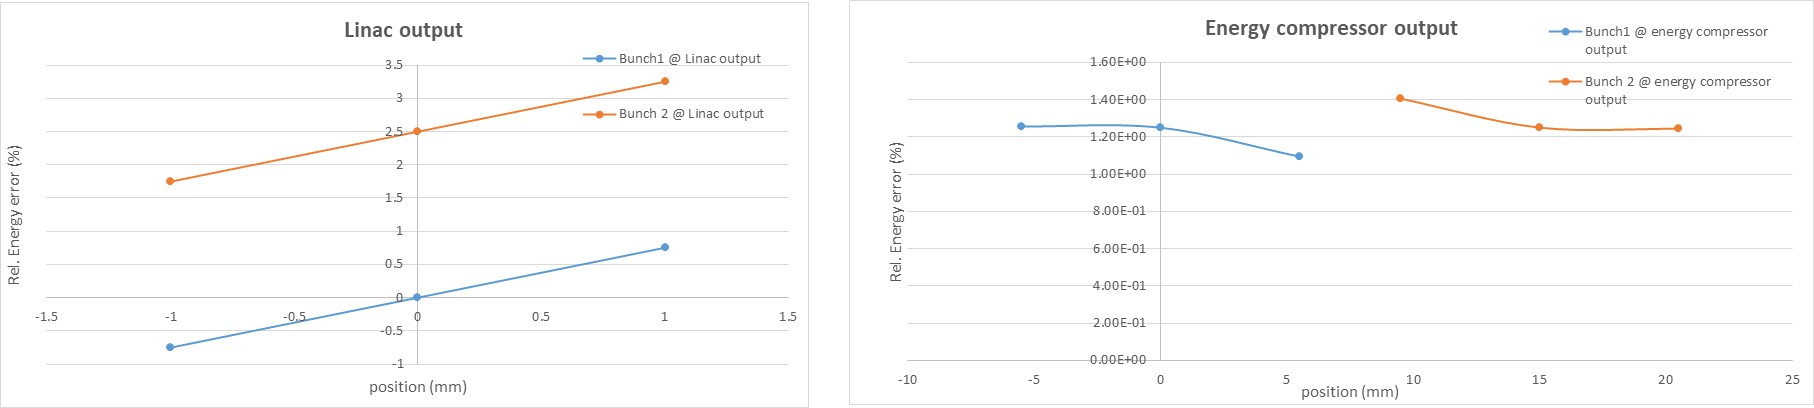 Linac output
Bunch1 @ Linac output
Bunch 2 @ Linac output
Rel. Energy error (%)
3.5
3
2.5
2
1.5
1
0.5
0
-0.5
-1
-1.5
-1
-0.5
0
0.5
1
1.5
position (mm)
Energy compressor output
Bunch1 @ energy compressor
output
Bunch 2 @ energy compressor
output
Rel. Energy error (%)
1.60E+00
1.40E+00
1.20E+00
1.00E+00
8.00E-01
6.00E-01
4.00E-01
2.00E-01
0.00E+00
-10
-5
0
5
10
15
20
25
position (mm)